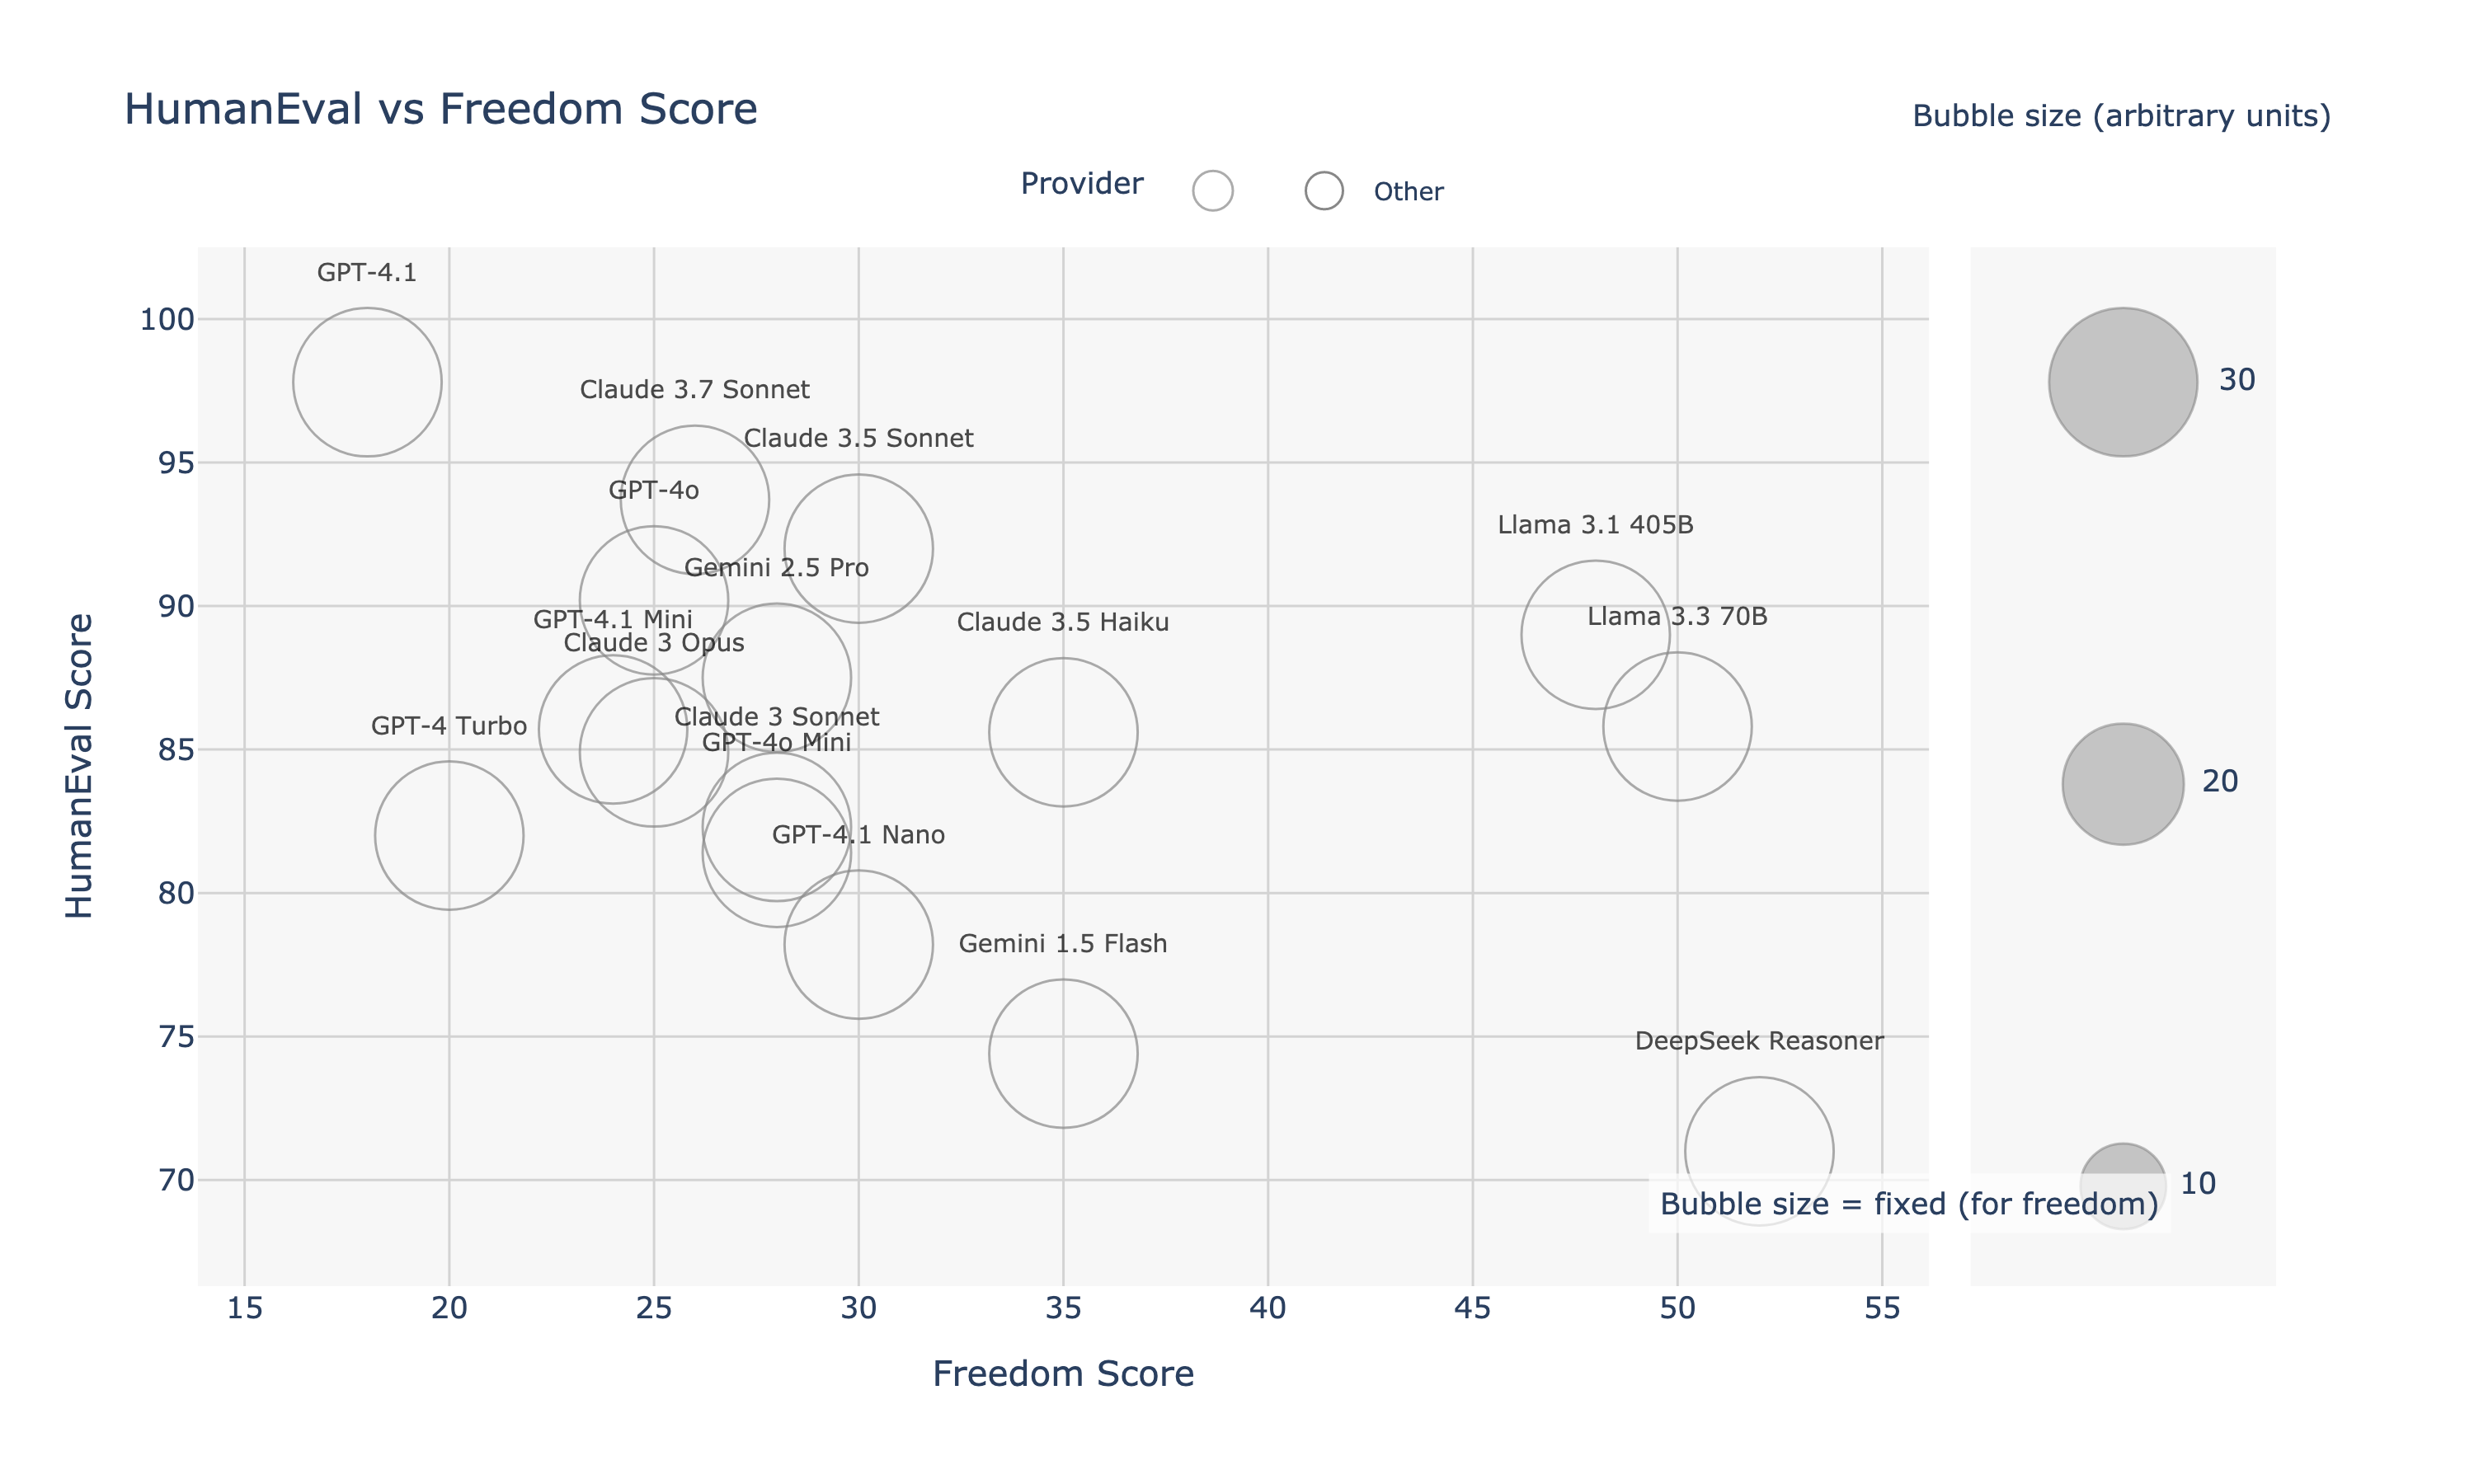 HumanEval vs Freedom Score
Bubble size (arbitrary units)
Provider
Other
GPT-4.1
100
Claude 3.7 Sonnet
30
Claude 3.5 Sonnet
95
GPT-4o
Llama 3.1 405B
Gemini 2.5 Pro
90
GPT-4.1 Mini
Llama 3.3 70B
Claude 3.5 Haiku
Claude 3 Opus
Claude 3 Sonnet
GPT-4 Turbo
GPT-4o Mini
85
20
HumanEval Score
GPT-4.1 Nano
80
Gemini 1.5 Flash
75
DeepSeek Reasoner
70
10
Bubble size = fixed (for freedom)
15 20 25 30 35 40 45 50 55
Freedom Score